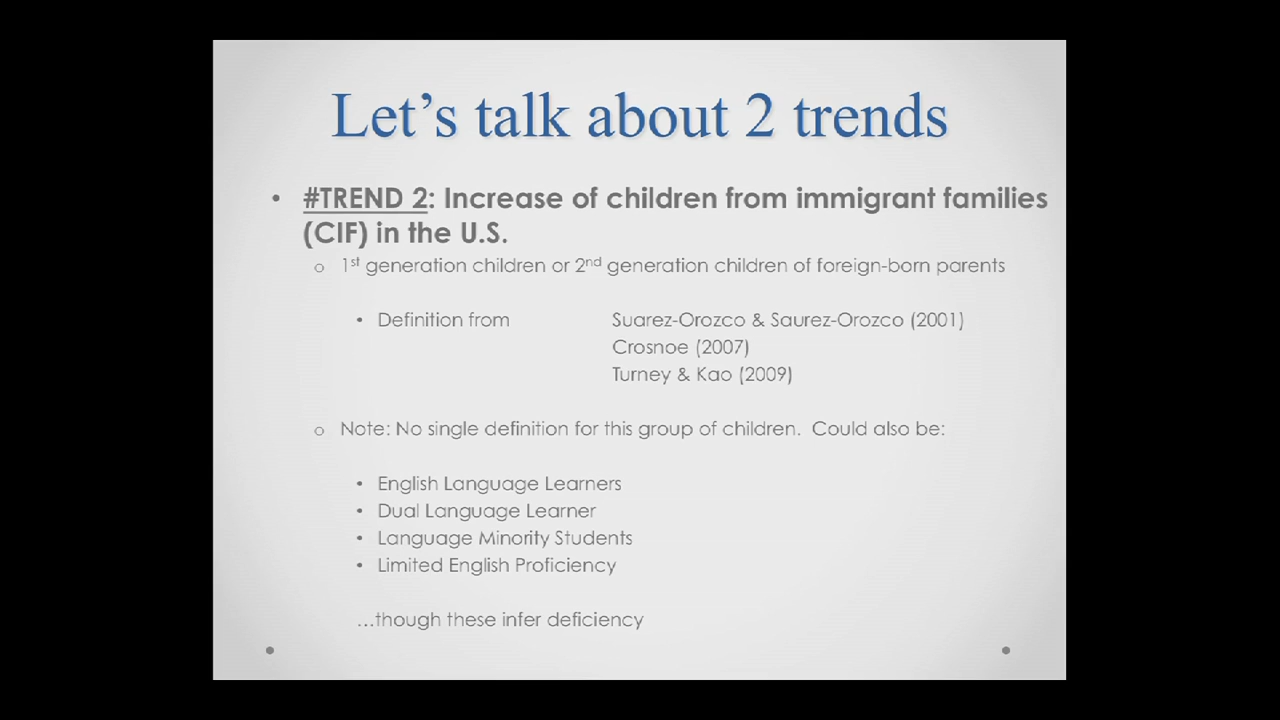 Let's talk about 2 trends
• #TREND 2: Increase of children from immigrant families
(CIF) in the U.S.
o 1st generation children or 2nd generation children of foreign-born parents
• Definition from Suarez-Orozco & Saurez-Orozco (2001)
Crosnoe (2007)
Turney & Kao (2009)
o Note: No single definition for this group of children. Could also be:
• English Language Learners
• Dual Language Learner
• Language Minority Students
• Limited English Proficiency
...though these infer deficiency